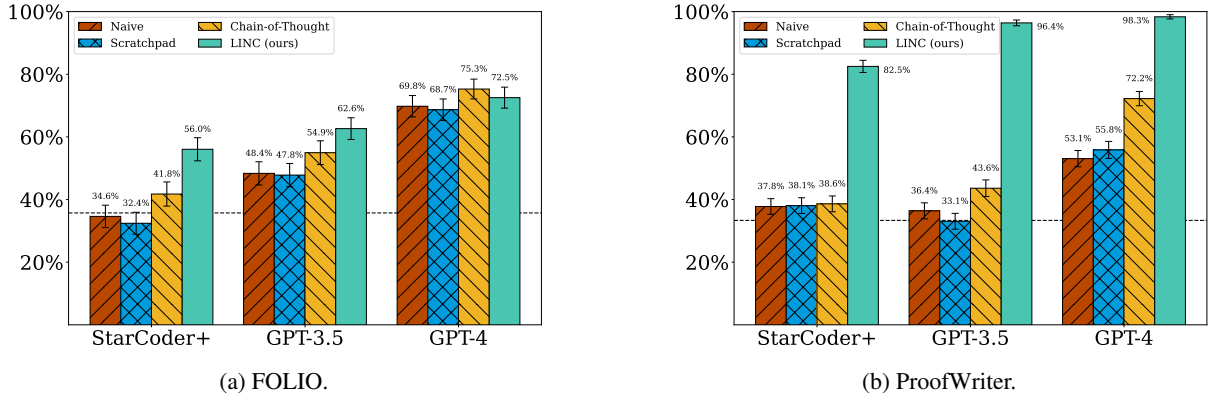 100%
80%
60%
40%
20%
Naive
Scratchpad
Chain-of-Thought
LINC (ours)
34.6%
32.4%
41.8%
56.0%
48.4%
47.8%
54.9%
62.6%
69.8%
68.7%
75.3%
72.5%
StarCoder+ GPT-3.5 GPT-4
(a) FOLIO.
100%
80%
60%
40%
20%
Naive
Scratchpad
Chain-of-Thought
LINC (ours)
37.8%
38.1%
38.6%
82.5%
36.4%
33.1%
43.6%
96.4%
53.1%
55.8%
72.2%
98.3%
StarCoder+ GPT-3.5 GPT-4
(b) ProofWriter.